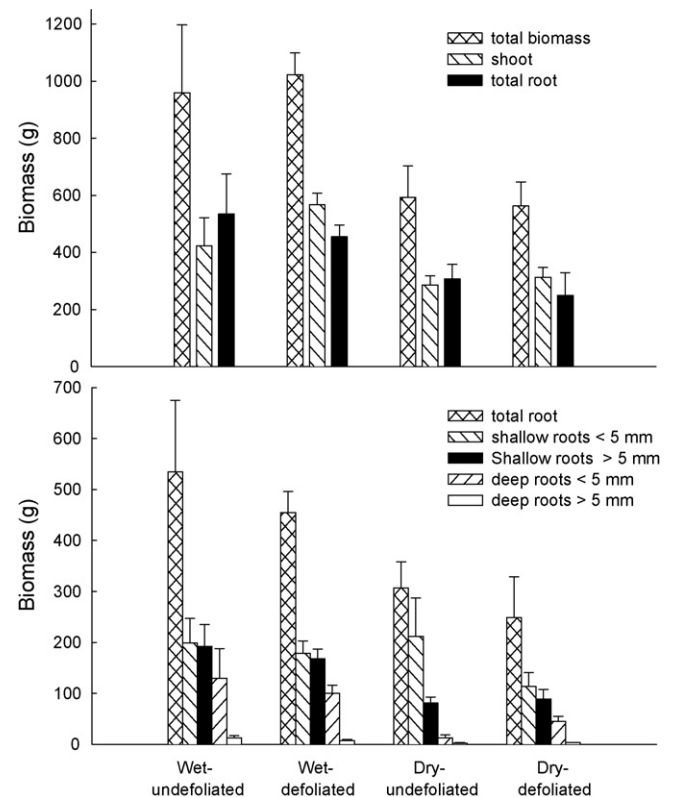 1200
1000
800
600
400
200
0
Biomass (g)
total biomass
shoot
total root
700
600
500
400
300
200
100
0
Biomass (g)
total root
shallow roots < 5 mm
Shallow roots > 5 mm
deep roots < 5 mm
deep roots > 5 mm
Wet- Wet- Dry- Dry-
undefoliated defoliated undefoliated defoliated